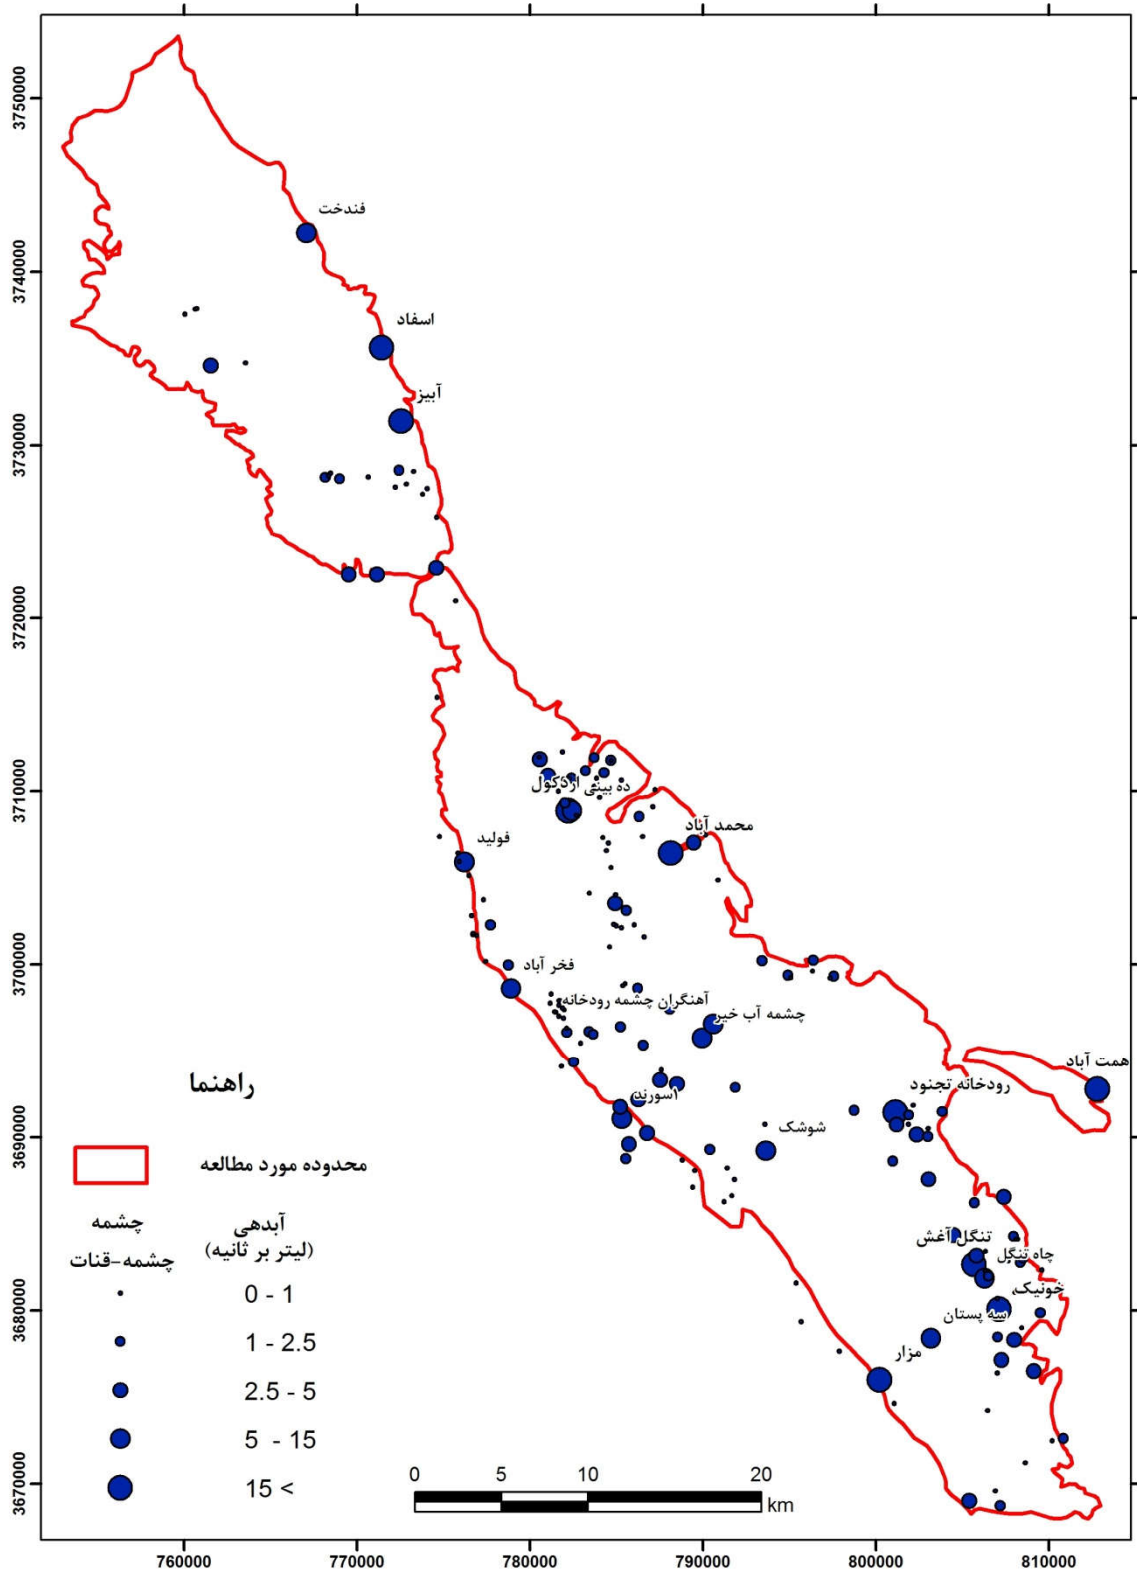 3750000
3740000
3730000
3720000
3710000
3700000
3690000
3680000
3670000
فندخت
اسفاد
آبیز
ده بینی اردکول
محمد آباد
فولید
فخر آباد
آهنگران چشمه رودخانه
چشمه آب خیر
همت آباد
اسورند
رودخانه تجنود
شوشک
تنگل آغش
چاه تنگل
خونیک
سه پستان
مزار
راهنما
محدوده مورد مطالعه
چشمه
آبدهی
چشمه-قنات
(لیتر بر ثانیه)
0 - 1
1 - 2.5
2.5 - 5
5 - 15
15 <
0 5 10 20
km
760000 770000 780000 790000 800000 810000